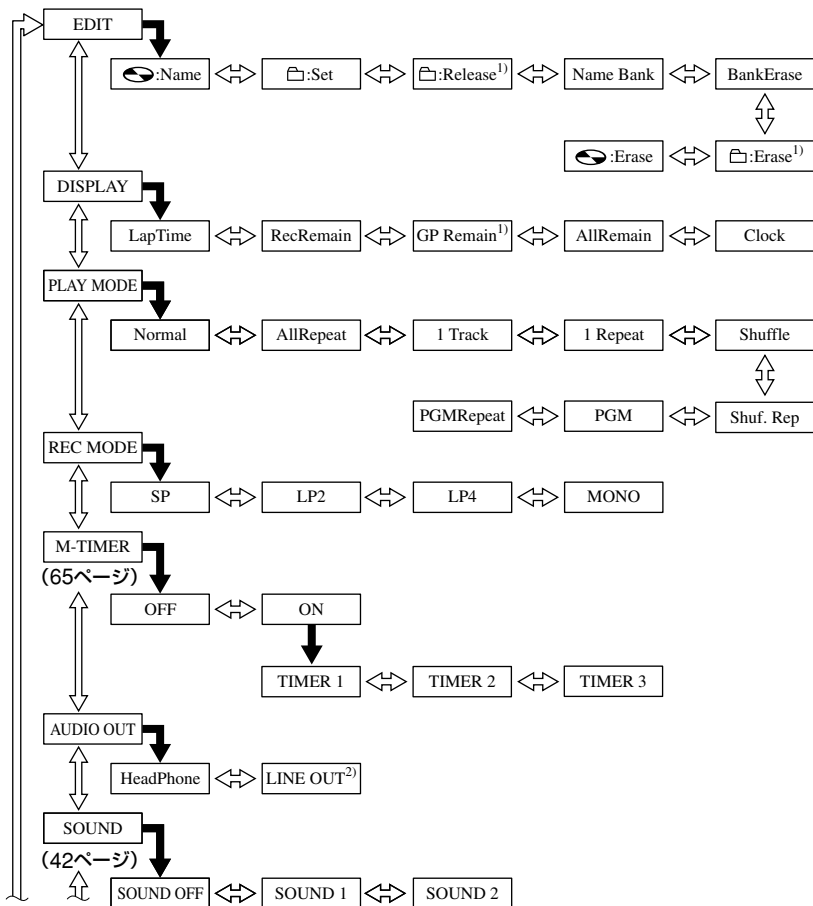 EDIT
:Name
:Set
:Release1)
Name Bank
BankErase
:Erase
:Erase1)
DISPLAY
LapTime
RecRemain
GP Remain1)
AllRemain
Clock
PLAY MODE
Normal
AllRepeat
1 Track
1 Repeat
Shuffle
PGMRepeat
PGM
Shuf. Rep
REC MODE
SP
LP2
LP4
MONO
M-TIMER
(65ページ)
OFF
ON
TIMER 1
TIMER 2
TIMER 3
AUDIO OUT
HeadPhone
LINE OUT2)
SOUND
(42ページ)
SOUND OFF
SOUND 1
SOUND 2